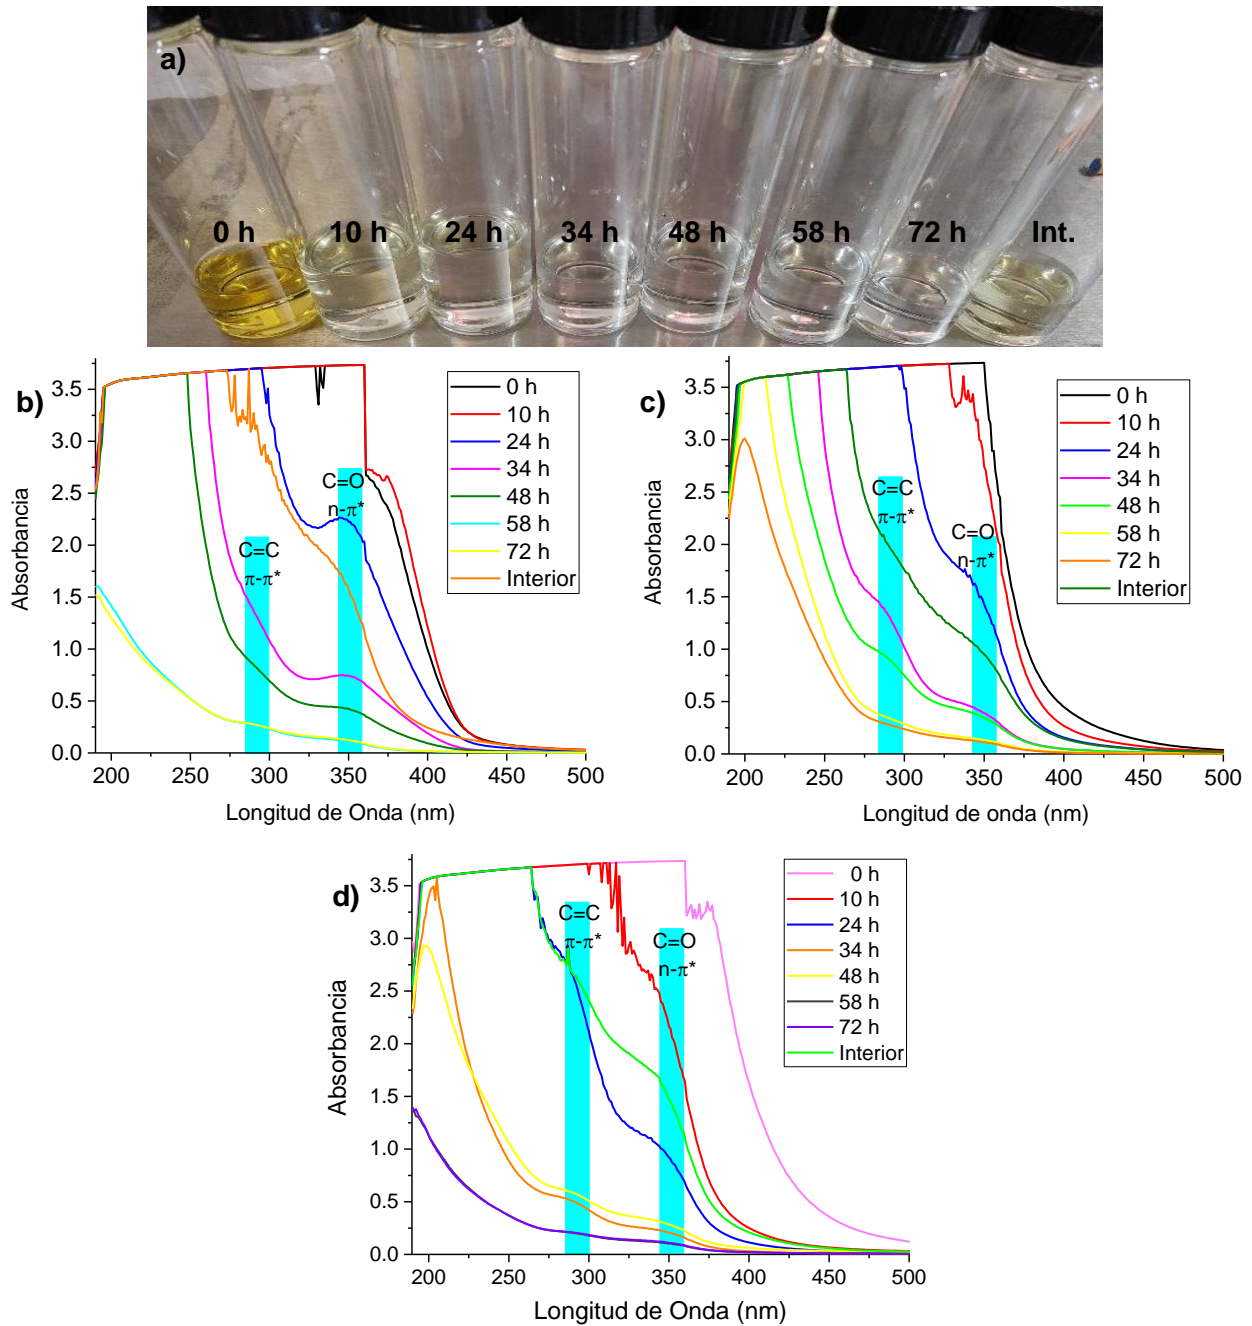 a)
0 h 10 h 24 h 34 h 48 h 58 h 72 h Int.
b)
3.5
3.0
2.5
2.0
1.5
1.0
0.5
0.0
Absorbancia
C=C
π-π*
C=O
n-π*
0 h
10 h
24 h
34 h
48 h
58 h
72 h
Interior
200 250 300 350 400 450 500
Longitud de Onda (nm)
c)
3.5
3.0
2.5
2.0
1.5
1.0
0.5
0.0
Absorbancia
C=C
π-π*
C=O
n-π*
0 h
10 h
24 h
34 h
48 h
58 h
72 h
Interior
200 250 300 350 400 450 500
Longitud de onda (nm)
d)
3.5
3.0
2.5
2.0
1.5
1.0
0.5
0.0
Absorbancia
C=C
π-π*
C=O
n-π*
0 h
10 h
24 h
34 h
48 h
58 h
72 h
Interior
200 250 300 350 400 450 500
Longitud de Onda (nm)